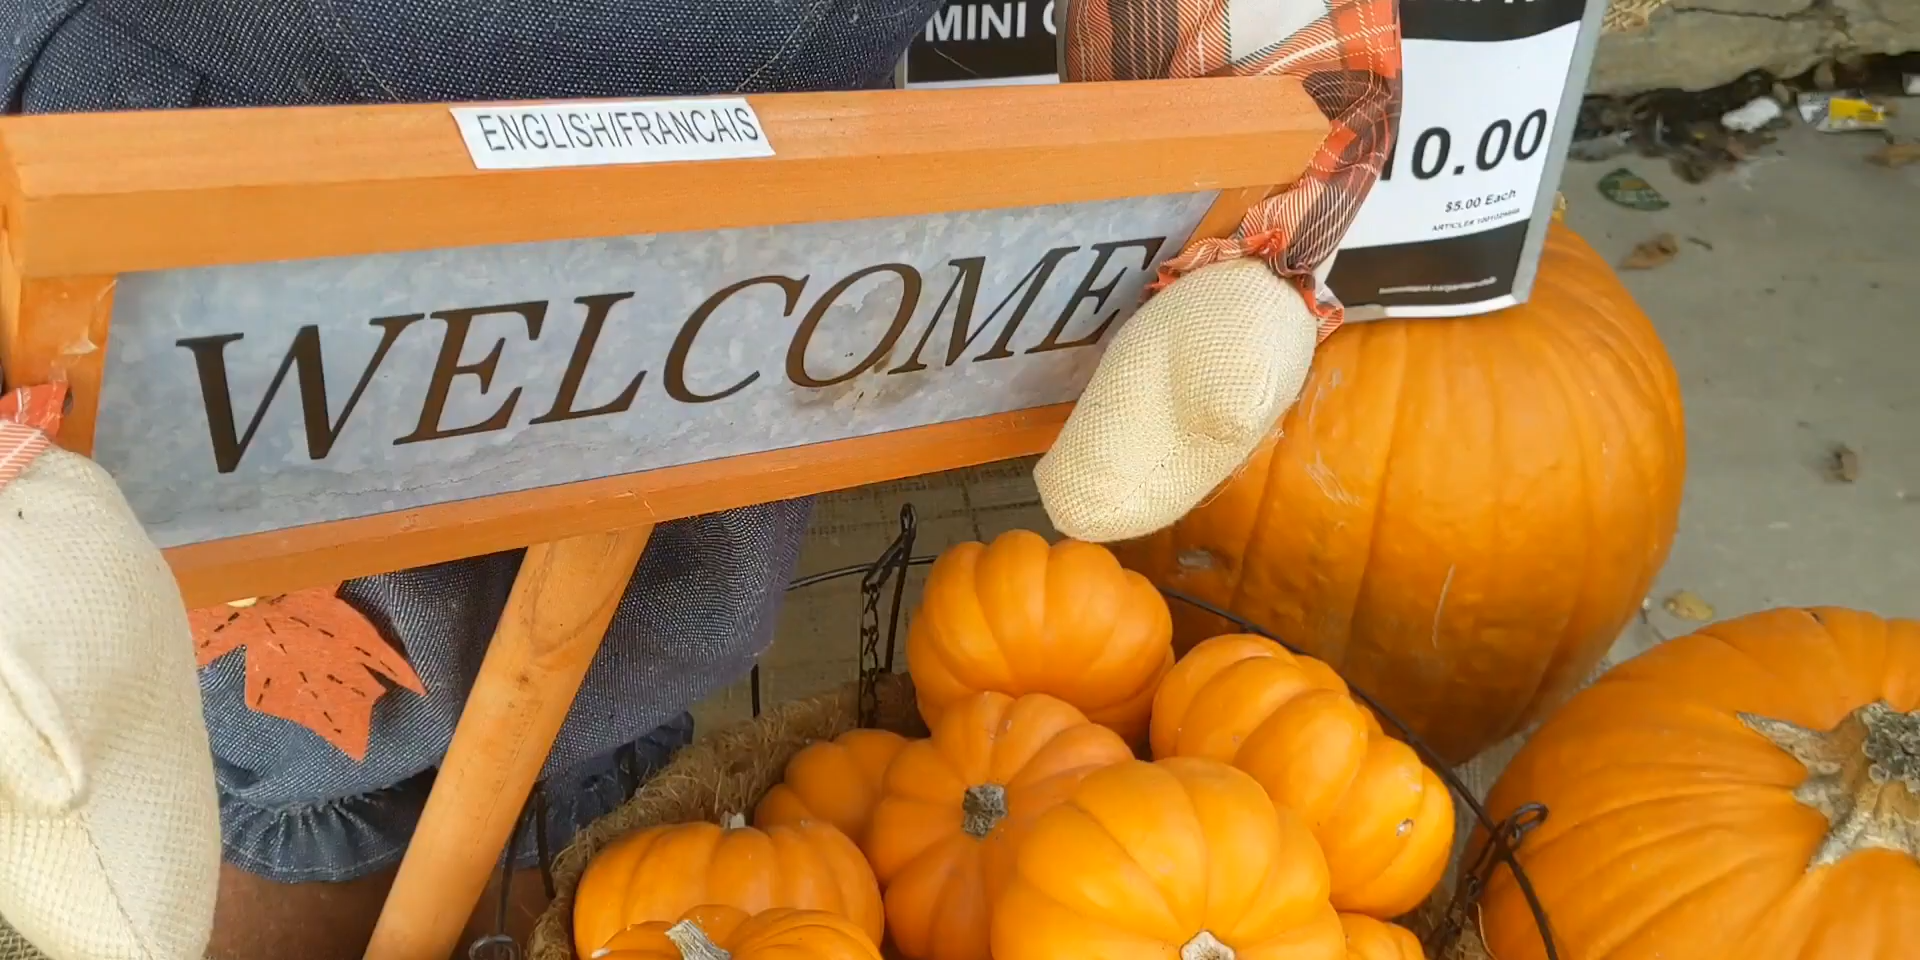 MINI
ENGLISH/FRANCAIS
WELCOME
10.00
$5.00 Each